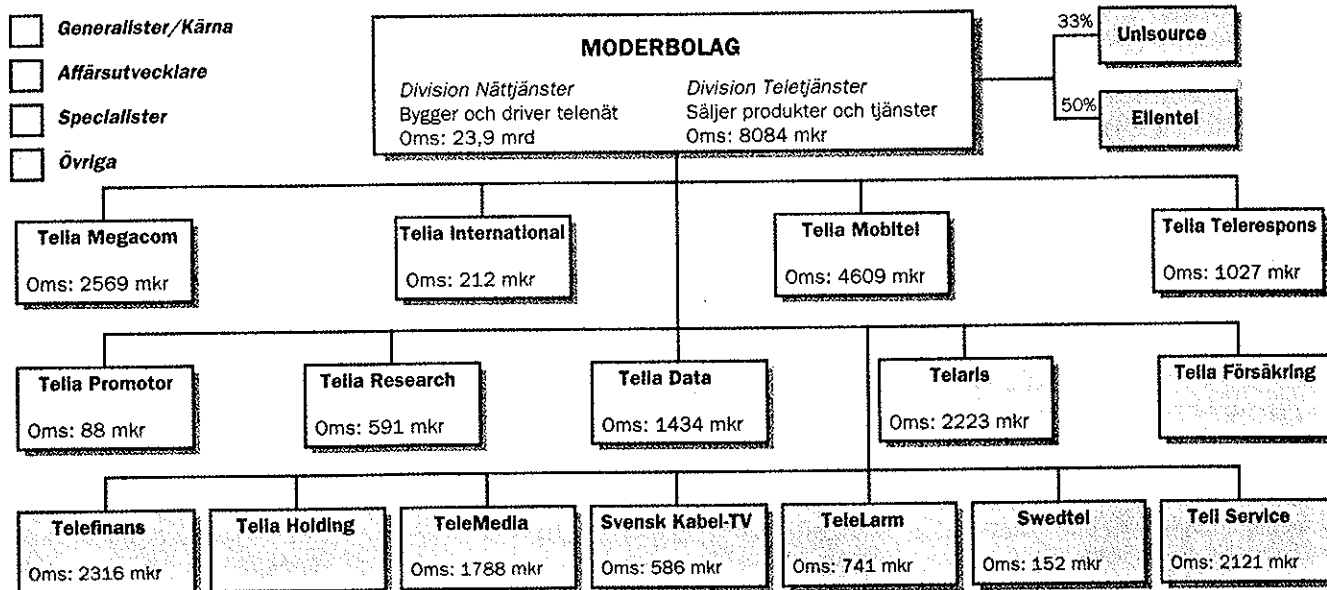 Generalister/Kärna
Affärsutvecklare
Specialister
Övriga
MODERBOLAG
Division Nättjänster
Bygger och driver telenät
Oms: 23,9 mrd
Division Teletjänster
Säljer produkter och tjänster
Oms: 8084 mkr
33%
Unisource
50%
Ellentel
Telia Megacom
Oms: 2569 mkr
Telia International
Oms: 212 mkr
Telia Mobitel
Oms: 4609 mkr
Telia Telerespons
Oms: 1027 mkr
Telia Promotor
Oms: 88 mkr
Telia Research
Oms: 591 mkr
Telia Data
Oms: 1434 mkr
Telaris
Oms: 2223 mkr
Telia Försäkring
Telefinans
Oms: 2316 mkr
Telia Holding
TeleMedia
Oms: 1788 mkr
Svensk Kabel-TV
Oms: 586 mkr
TeleLarm
Oms: 741 mkr
Swedtel
Oms: 152 mkr
Teli Service
Oms: 2121 mkr